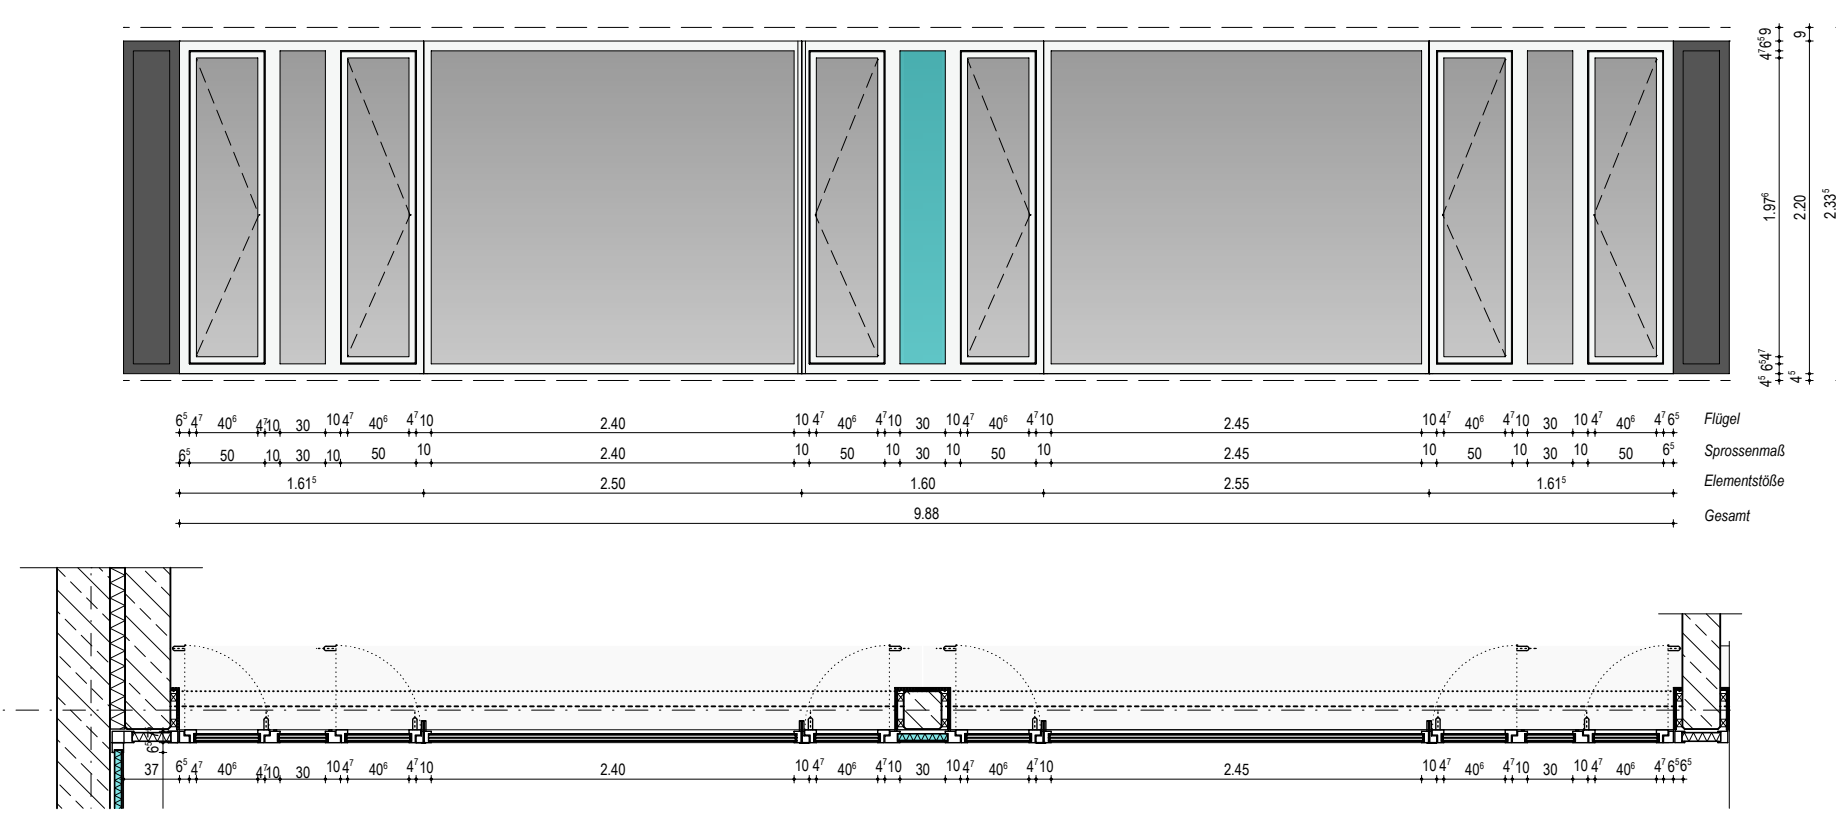 4⁷6⁵9
9
1.97⁶
2.20
2.33⁵
4⁵ 6⁵4⁷
4⁵
6⁵ 4⁷ 40⁶ 4⁷10 30 10 4⁷ 40⁶ 4⁷10 2.40 10 4⁷ 40⁶ 4⁷10 30 10 4⁷ 40⁶ 4⁷10 2.45 10 4⁷ 40⁶ 4⁷10 30 10 4⁷ 40⁶ 4⁷ 6⁵ Flügel
6⁵ 50 10 30 10 50 10 2.40 10 50 10 30 10 50 10 2.45 10 50 10 30 10 50 6⁵ Sprossenmaß
1.61⁵ 2.50 1.60 2.55 1.61⁵ Elementstöße
9.88 Gesamt
6⁵
37 6⁵ 4⁷ 40⁶ 4⁷10 30 10 4⁷ 40⁶ 4⁷10 2.40 10 4⁷ 40⁶ 4⁷10 30 10 4⁷ 40⁶ 4⁷10 2.45 10 4⁷ 40⁶ 4⁷10 30 10 4⁷ 40⁶ 4⁷ 6⁵6⁵